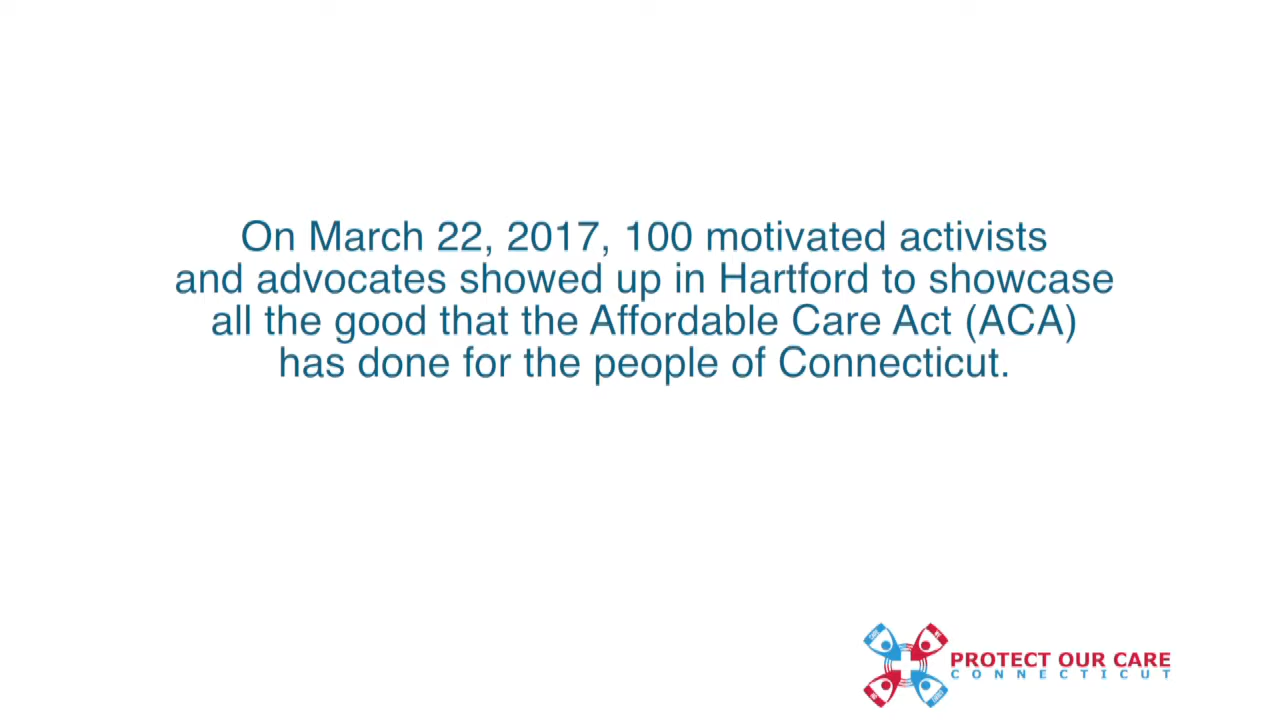 On March 22, 2017, 100 motivated activists
and advocates showed up in Hartford to showcase
all the good that the Affordable Care Act (ACA)
has done for the people of Connecticut.
PROTECT OUR CARE
CONNECTICUT